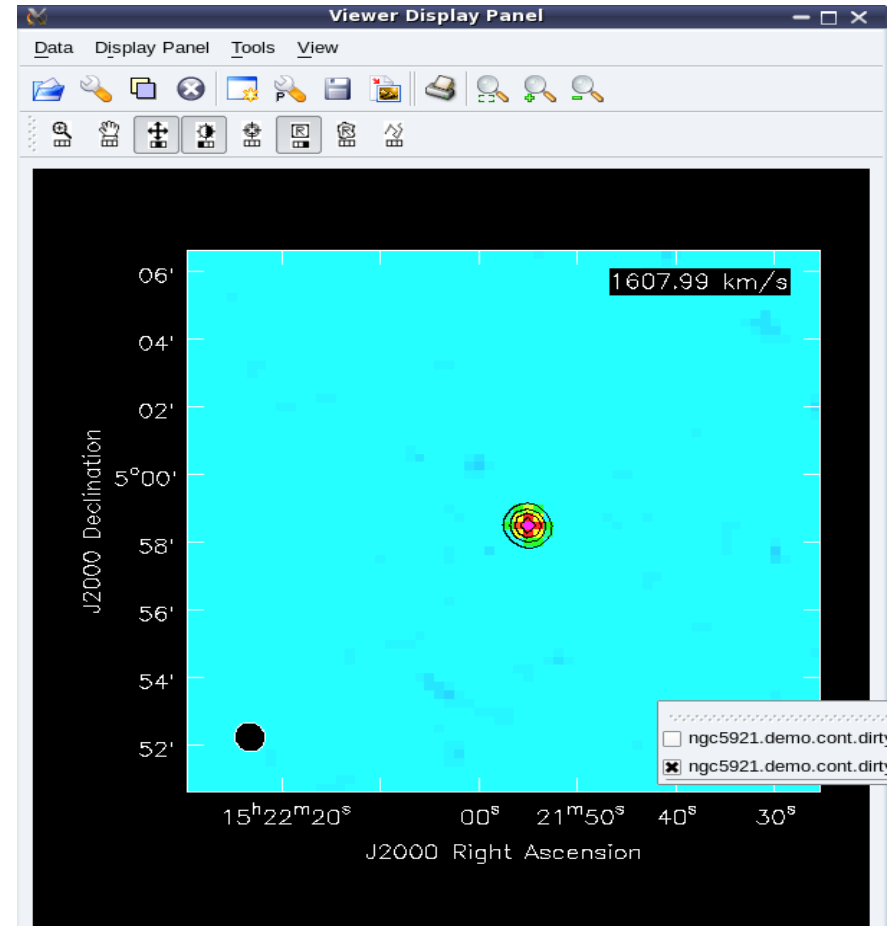 Viewer Display Panel
Data Display Panel Tools View
P
R R
1607.99 km/s
06'
04'
02'
5°00'
58'
56'
54'
52'
J2000 Declination
ngc5921.demo.cont.dirty
ngc5921.demo.cont.dirty
15ʰ22ᵐ20ˢ 00ˢ 21ᵐ50ˢ 40ˢ 30ˢ
J2000 Right Ascension